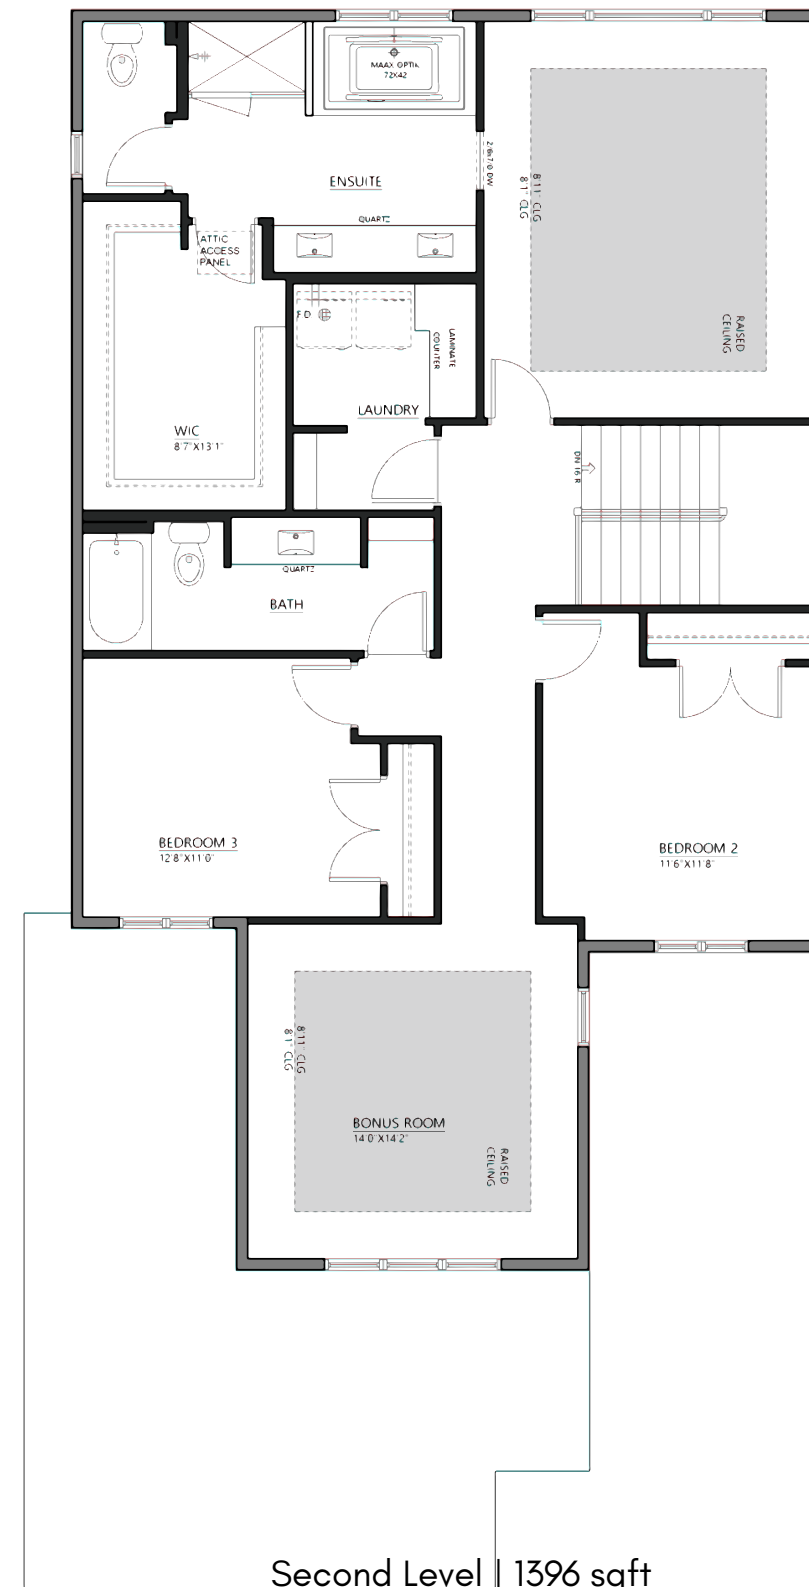 MAAX OPTIK
72X42
ENSUITE
2/6x7/0 DW
QUARTZ
8'11" CLG
8'1" CLG
ATTIC
ACCESS
PANEL
RAISED
CEILING
FD
LAMINATE
COUNTER
LAUNDRY
WIC
8'7"X13'1"
DN 16 R
QUARTZ
BATH
BEDROOM 3
12'8"X11'0"
BEDROOM 2
11'6"X11'8"
8'11" CLG
8'1" CLG
BONUS ROOM
14'0"X14'2"
RAISED
CEILING
Second Level | 1396 sqft